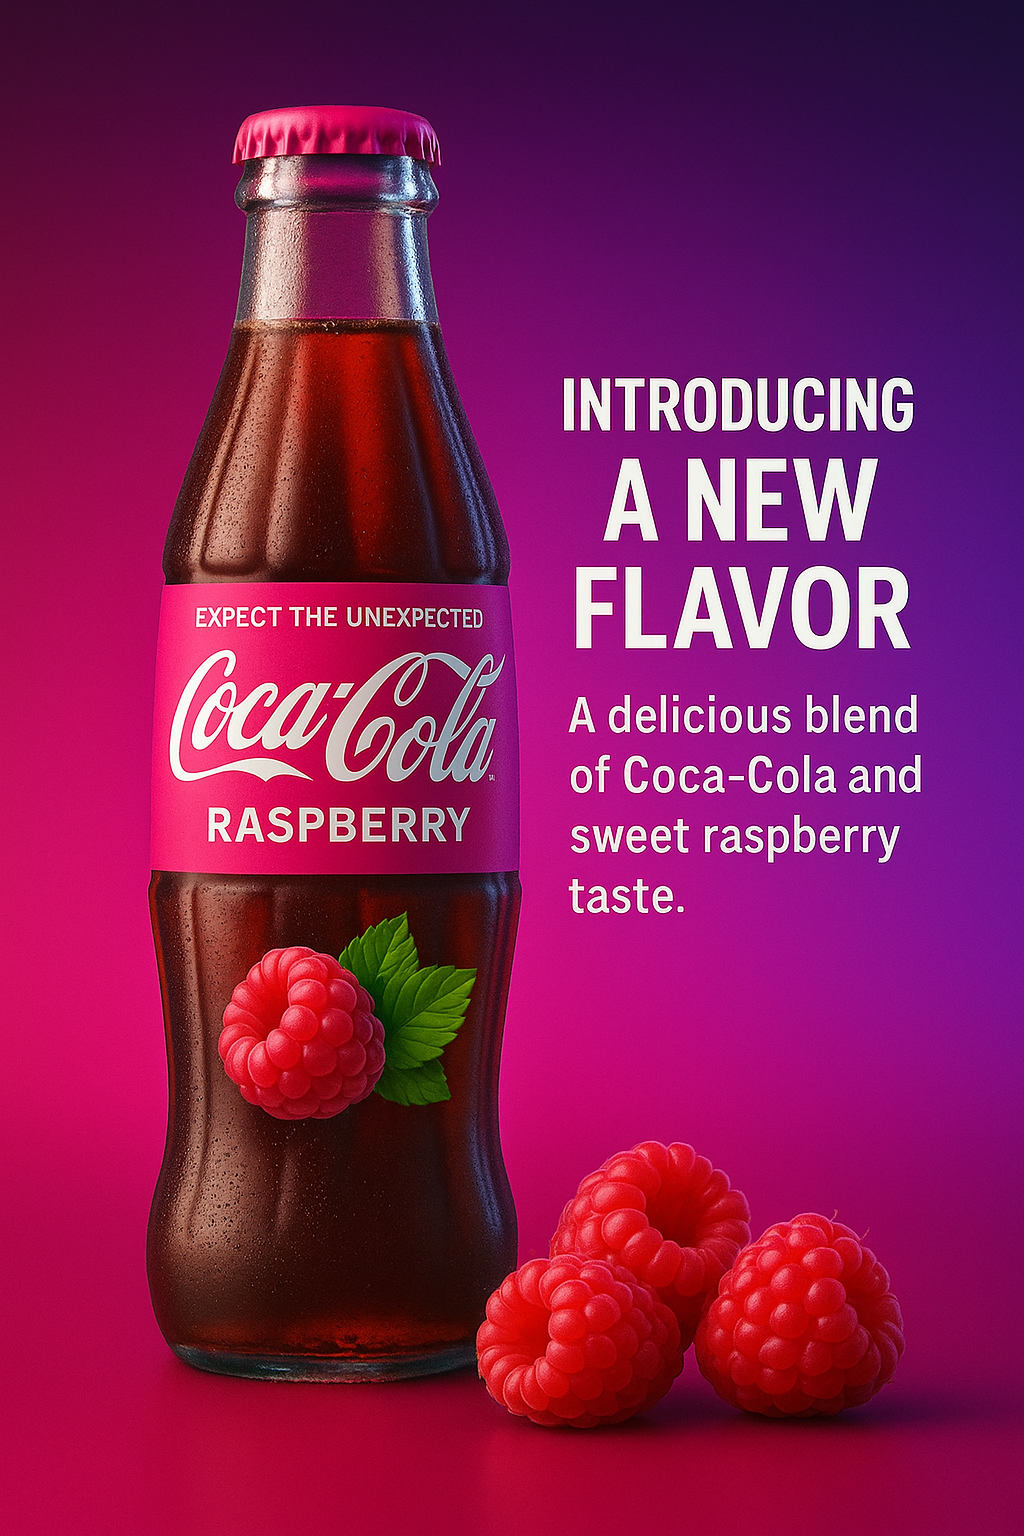 EXPECT THE UNEXPECTED
Coca-Cola
RASPBERRY
INTRODUCING
A NEW
FLAVOR
A delicious blend
of Coca-Cola and
sweet raspberry
taste.